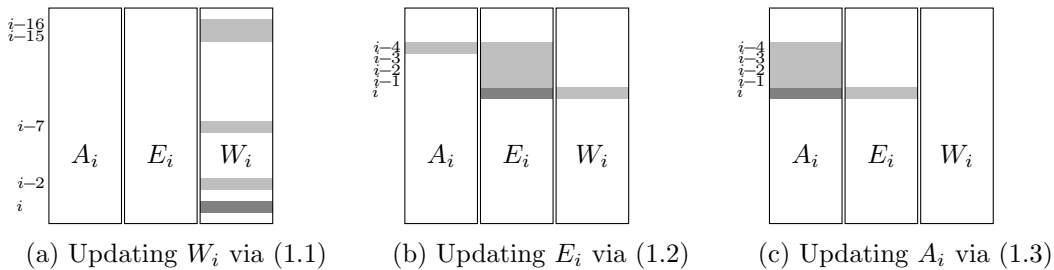 i−16
i−15
i−7
i−2
i
A_i E_i W_i
(a) Updating W_i via (1.1)
i−4
i−3
i−2
i−1
i
A_i E_i W_i
(b) Updating E_i via (1.2)
i−4
i−3
i−2
i−1
i
A_i E_i W_i
(c) Updating A_i via (1.3)